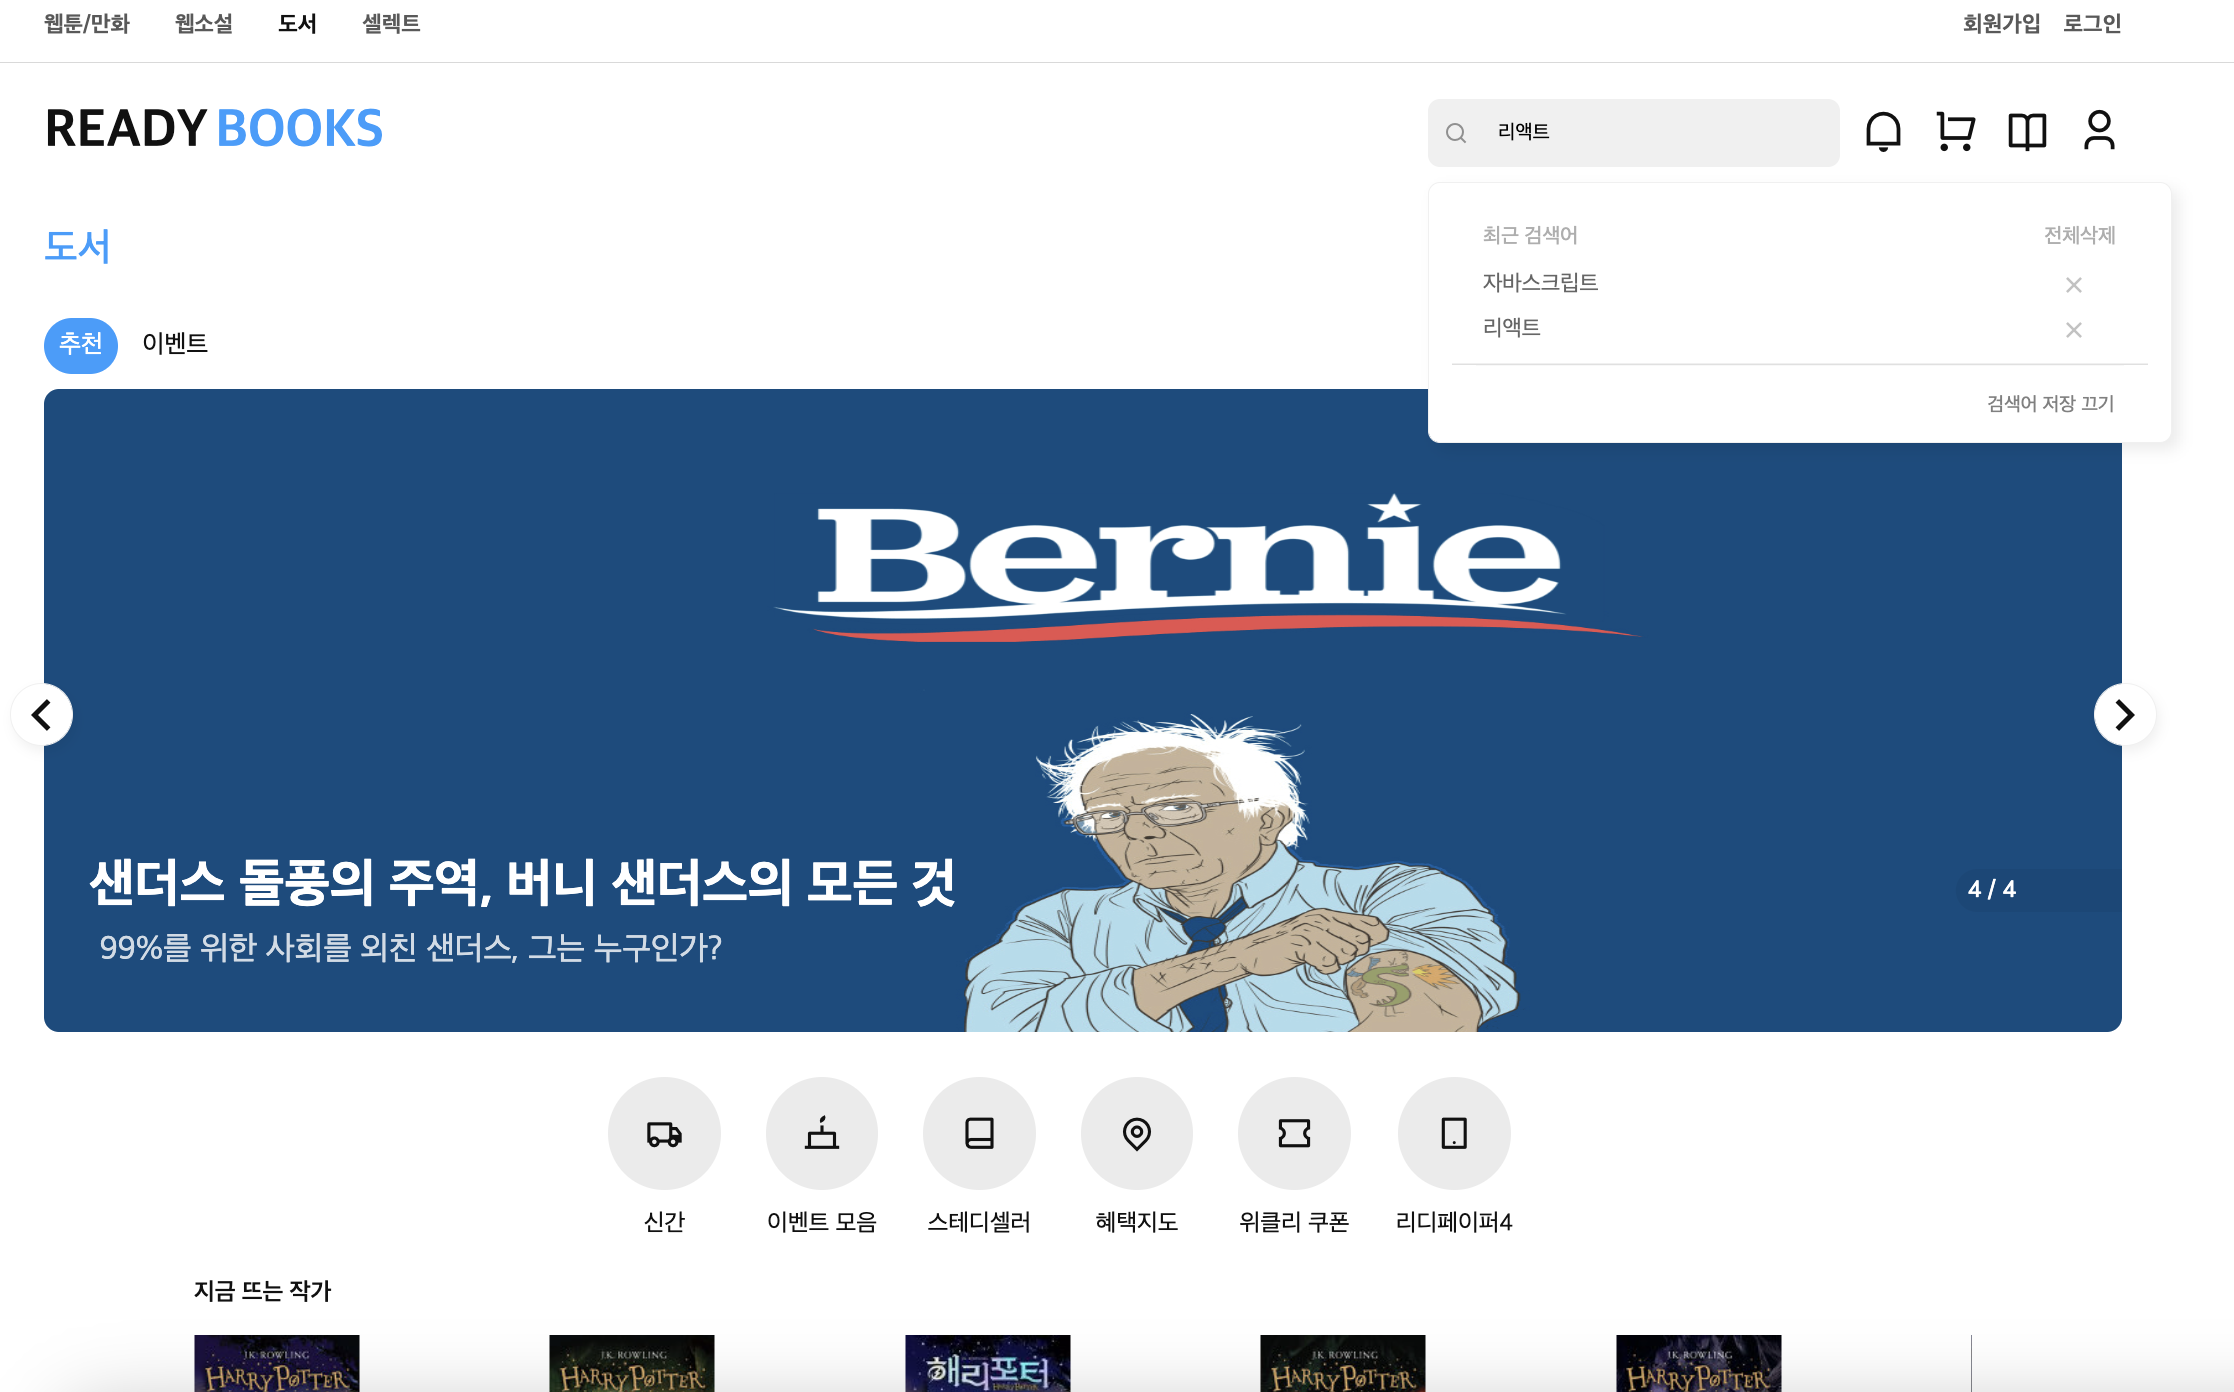 웹툰/만화 웹소설 도서 셀렉트 회원가입 로그인
READY BOOKS
리액트
최근 검색어 전체삭제
자바스크립트
리액트
검색어 저장 끄기
도서
추천 이벤트
Bernie
샌더스 돌풍의 주역, 버니 샌더스의 모든 것
99%를 위한 사회를 외친 샌더스, 그는 누구인가?
4 / 4
신간 이벤트 모음 스테디셀러 혜택지도 위클리 쿠폰 리디페이퍼4
지금 뜨는 작가
J.K. ROWLING
HARRY POTTER
J.K. ROWLING
HARRY POTTER
해리포터
J.K. ROWLING
HARRY POTTER
J.K. ROWLING
HARRY POTTER